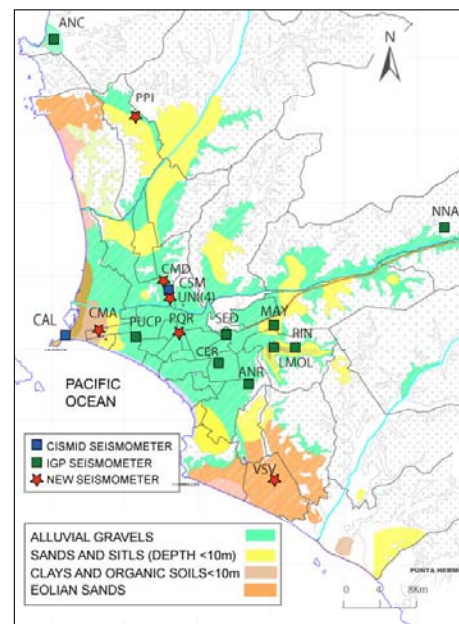 ANC
N
PPI
NNA
CMD
CSM
UNI(4)
CAL
CMA
PUCP
PQR
SED
MAY
RIN
CER
LMOL
ANR
PACIFIC
OCEAN
VSV
CISMID SEISMOMETER
IGP SEISMOMETER
NEW SEISMOMETER
ALLUVIAL GRAVELS
SANDS AND SITLS (DEPTH <10m)
CLAYS AND ORGANIC SOILS<10m
EOLIAN SANDS
0 4 8Km